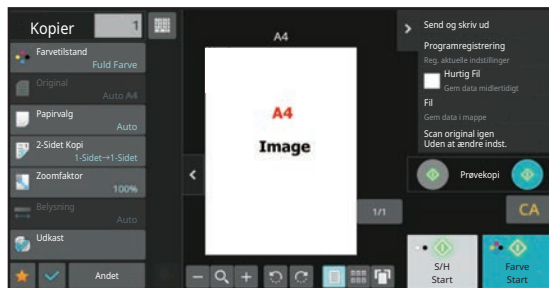 Kopier
1
Farvetilstand
Fuld Farve
Original
Auto A4
Papirvalg
Auto
2-Sidet Kopi
1-Sidet→1-Sidet
Zoomfaktor
100%
Belysning
Auto
Udkast
Andet
A4
A4
Image
1/1
Send og skriv ud
Programregistrering
Reg. aktuelle indstillinger
Hurtig Fil
Gem data midlertidigt
Fil
Gem data i mappe
Scan original igen
Uden at ændre indst.
Prøvekopi
CA
S/H
Start
Farve
Start